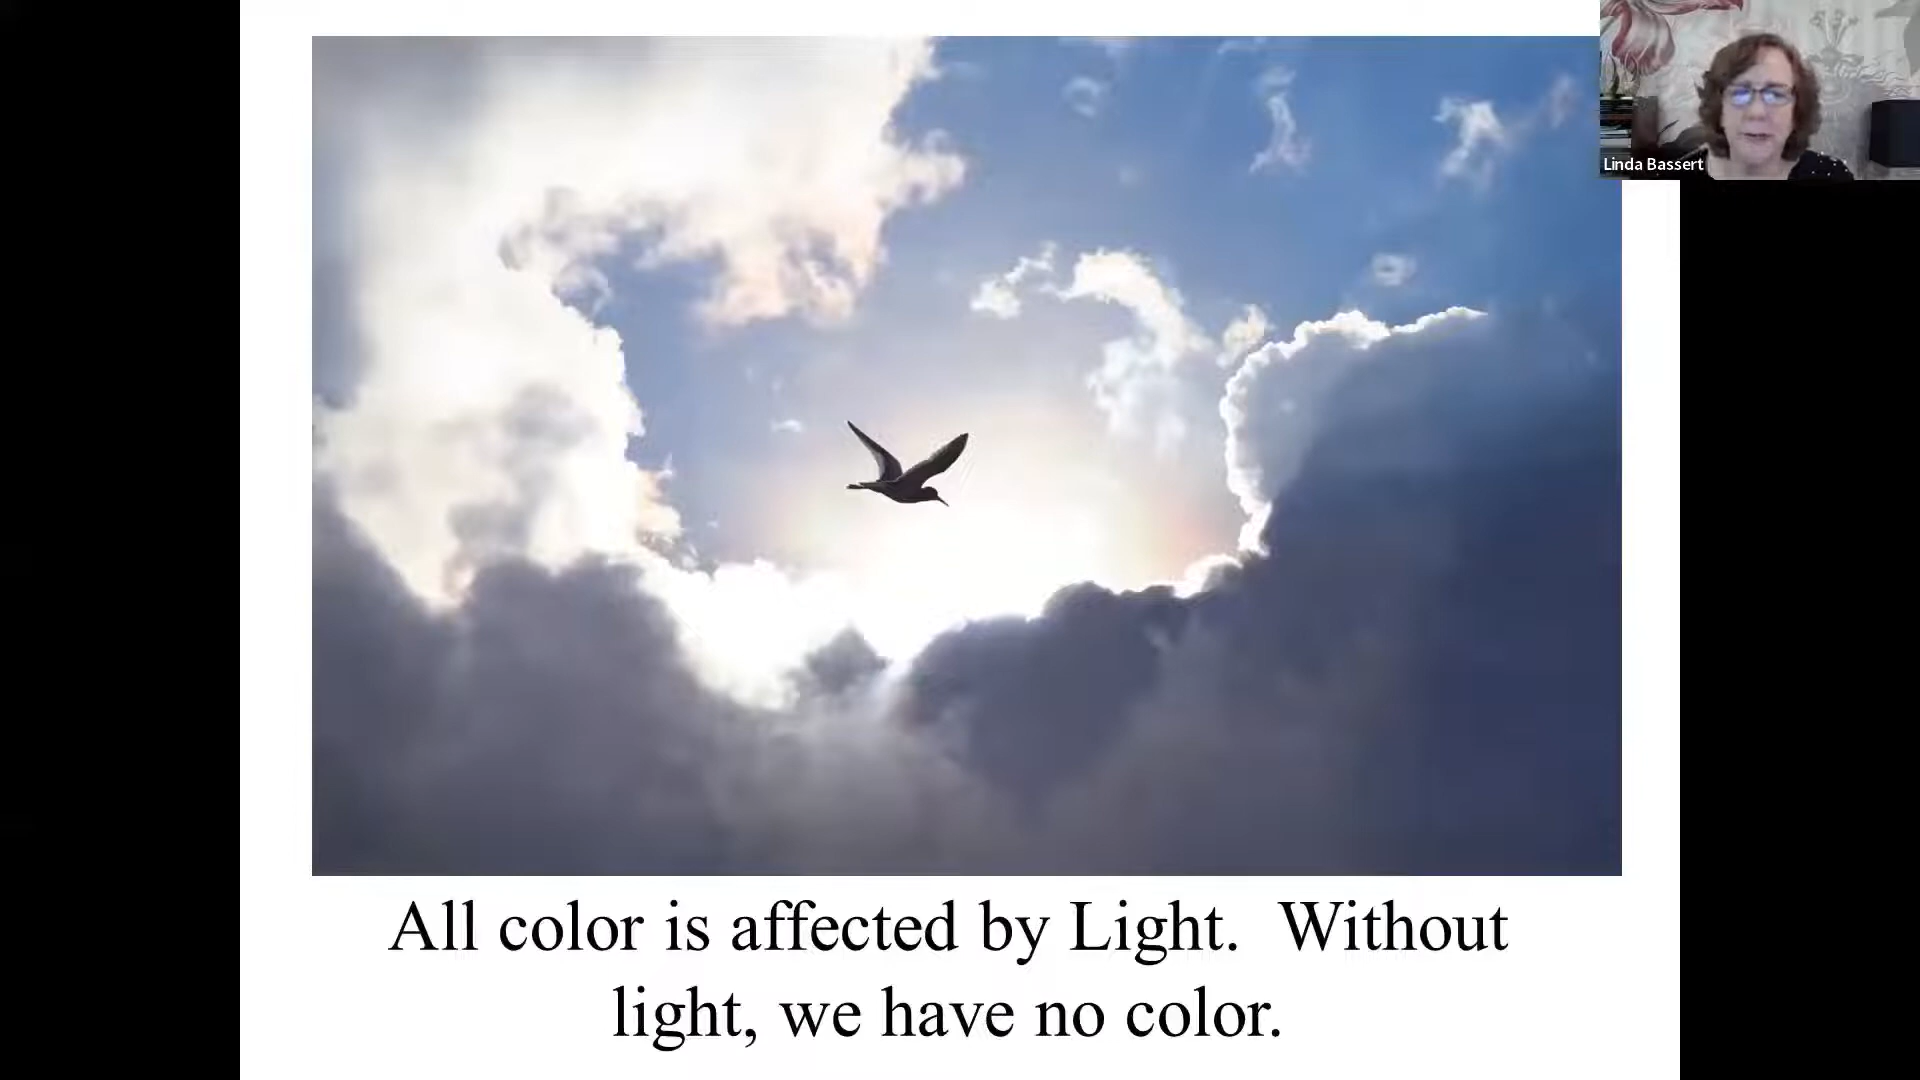 Linda Bassert
All color is affected by Light.  Without
light, we have no color.